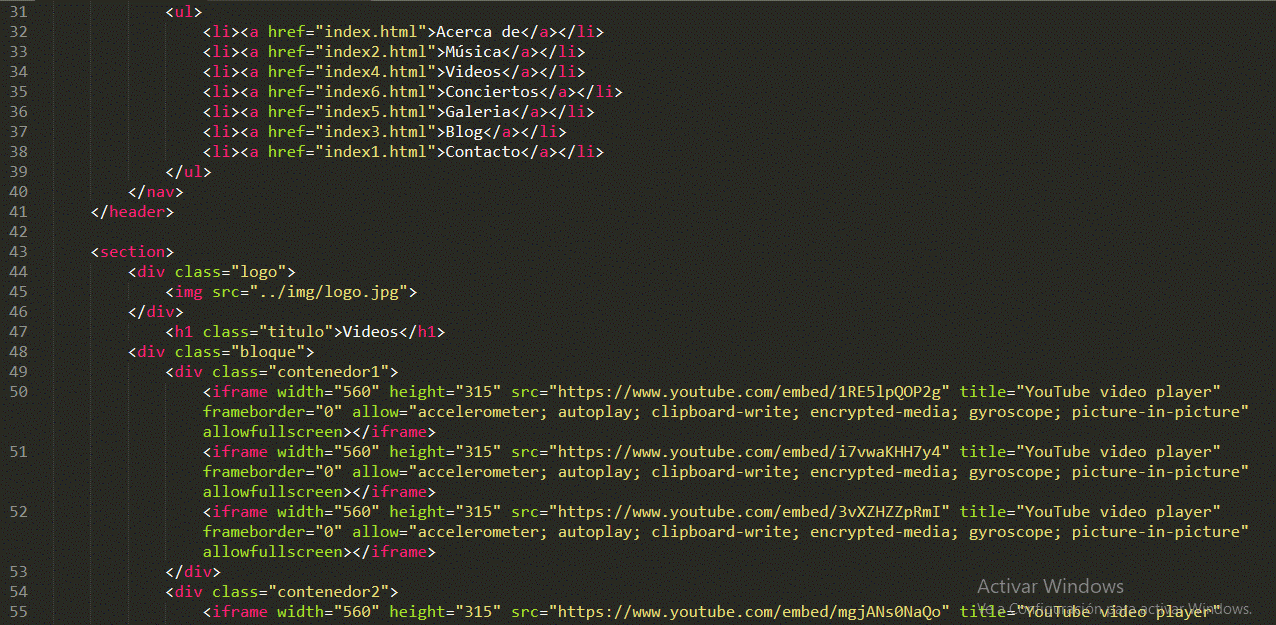 31 <ul>
32 <li><a href="index.html">Acerca de</a></li>
33 <li><a href="index2.html">Música</a></li>
34 <li><a href="index4.html">Videos</a></li>
35 <li><a href="index6.html">Conciertos</a></li>
36 <li><a href="index5.html">Galeria</a></li>
37 <li><a href="index3.html">Blog</a></li>
38 <li><a href="index1.html">Contacto</a></li>
39 </ul>
40 </nav>
41 </header>
42
43 <section>
44 <div class="logo">
45 <img src="../img/logo.jpg">
46 </div>
47 <h1 class="titulo">Videos</h1>
48 <div class="bloque">
49 <div class="contenedor1">
50 <iframe width="560" height="315" src="https://www.youtube.com/embed/1RE5lpQOP2g" title="YouTube video player"
frameborder="0" allow="accelerometer; autoplay; clipboard-write; encrypted-media; gyroscope; picture-in-picture"
allowfullscreen></iframe>
51 <iframe width="560" height="315" src="https://www.youtube.com/embed/i7vwaKHH7y4" title="YouTube video player"
frameborder="0" allow="accelerometer; autoplay; clipboard-write; encrypted-media; gyroscope; picture-in-picture"
allowfullscreen></iframe>
52 <iframe width="560" height="315" src="https://www.youtube.com/embed/3vXZHZZpRmI" title="YouTube video player"
frameborder="0" allow="accelerometer; autoplay; clipboard-write; encrypted-media; gyroscope; picture-in-picture"
allowfullscreen></iframe>
53 </div>
54 <div class="contenedor2">
55 <iframe width="560" height="315" src="https://www.youtube.com/embed/mgjANs0NaQo" title="YouTube video player"
Activar Windows
Ve a Configuración para activar Windows.